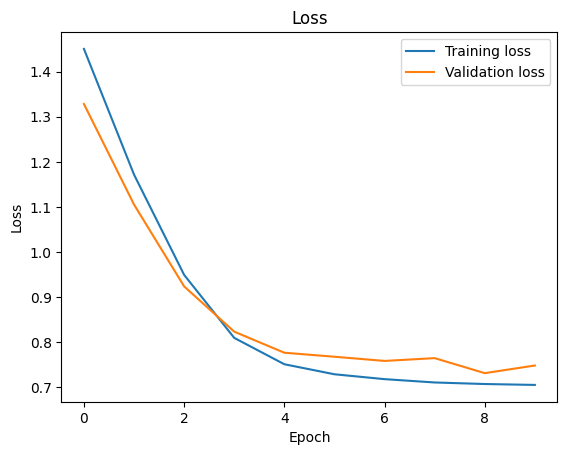 Loss
Training loss
Validation loss
1.4
1.3
1.2
1.1
1.0
0.9
0.8
0.7
Loss
0 2 4 6 8
Epoch